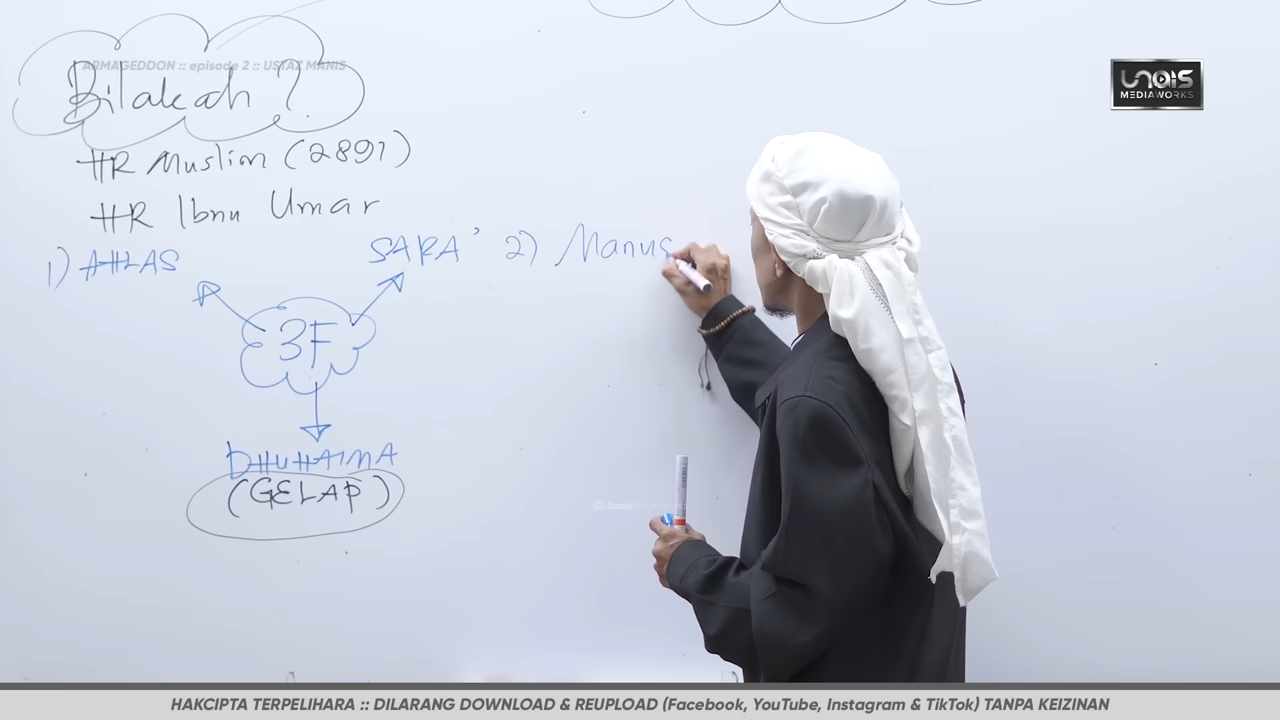 ARMAGEDDON :: episode 2 :: USTAZ MANIS
Bilakah ?
UNAIS
MEDIAWORKS
HR Muslim (2891)
HR Ibnu Umar
1) AHLAS
SARA'
2) Manus
3F
DHUHAIMA
(GELAP)
HAKCIPTA TERPELIHARA :: DILARANG DOWNLOAD & REUPLOAD (Facebook, YouTube, Instagram & TikTok) TANPA KEIZINAN